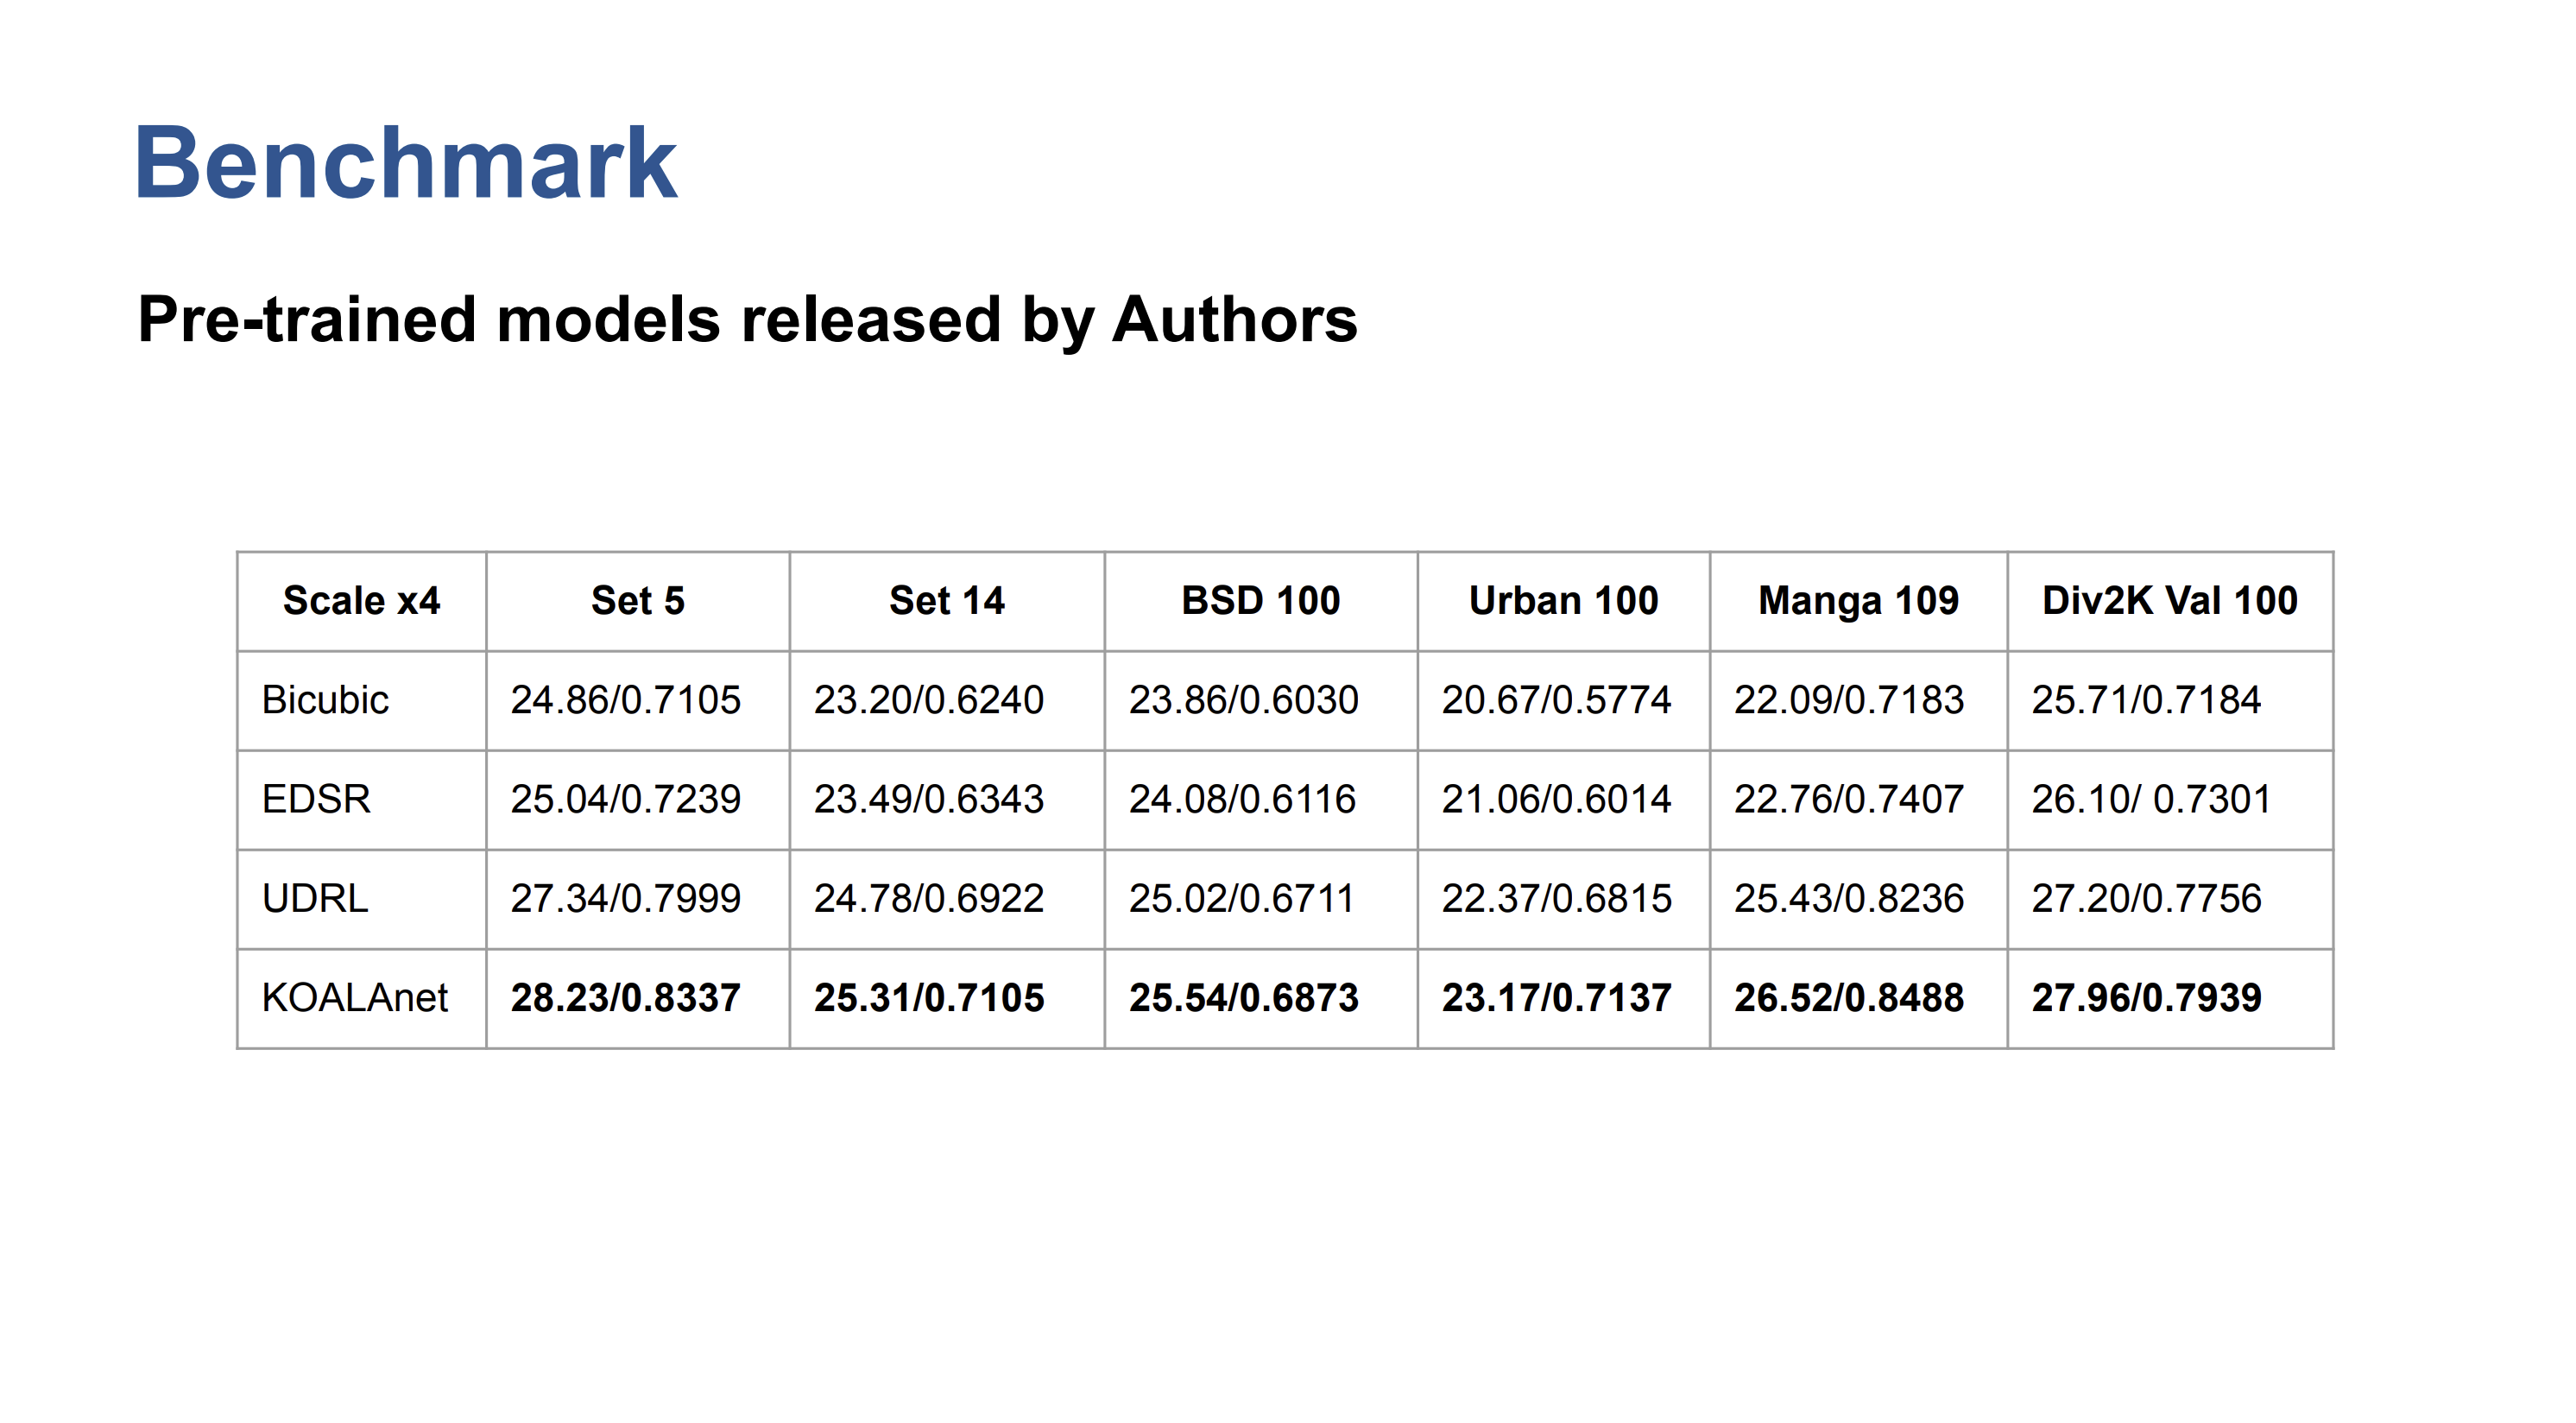 Benchmark
Pre-trained models released by Authors
Scale x4 Set 5 Set 14 BSD 100 Urban 100 Manga 109 Div2K Val 100
Bicubic 24.86/0.7105 23.20/0.6240 23.86/0.6030 20.67/0.5774 22.09/0.7183 25.71/0.7184
EDSR 25.04/0.7239 23.49/0.6343 24.08/0.6116 21.06/0.6014 22.76/0.7407 26.10/ 0.7301
UDRL 27.34/0.7999 24.78/0.6922 25.02/0.6711 22.37/0.6815 25.43/0.8236 27.20/0.7756
KOALAnet 28.23/0.8337 25.31/0.7105 25.54/0.6873 23.17/0.7137 26.52/0.8488 27.96/0.7939